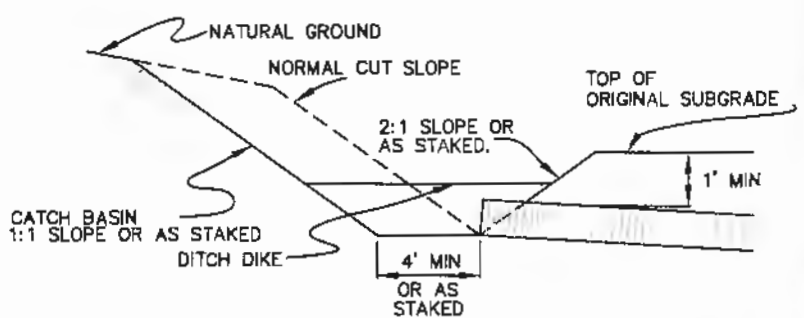 NATURAL GROUND
NORMAL CUT SLOPE
TOP OF
ORIGINAL SUBGRADE
2:1 SLOPE OR
AS STAKED.
1' MIN
CATCH BASIN
1:1 SLOPE OR AS STAKED
DITCH DIKE
4' MIN
OR AS
STAKED